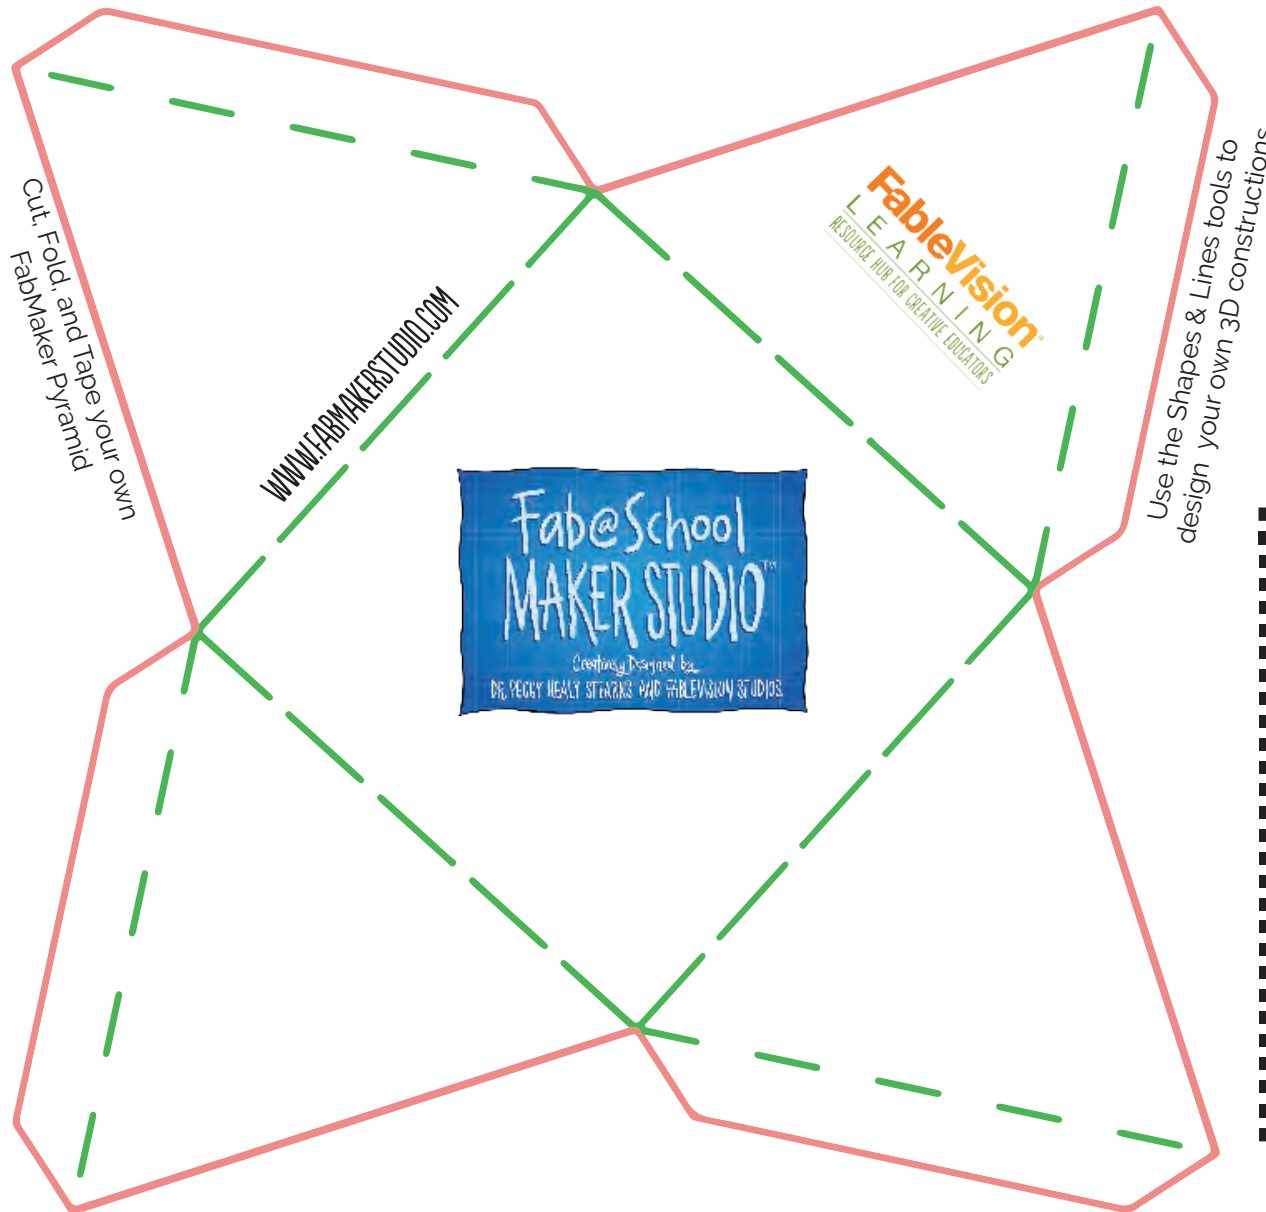 Cut, Fold, and Tape your own
FabMaker Pyramid
WWW.FABMAKERSTUDIO.COM
FableVision
LEARNING
RESOURCE HUB FOR CREATIVE EDUCATORS
Use the Shapes & Lines tools to
design your own 3D constructions
Fab@School
MAKER STUDIO™
Creatively Designed by
DR. PEGGY HEALY STEARNS AND FABLEVISION STUDIOS